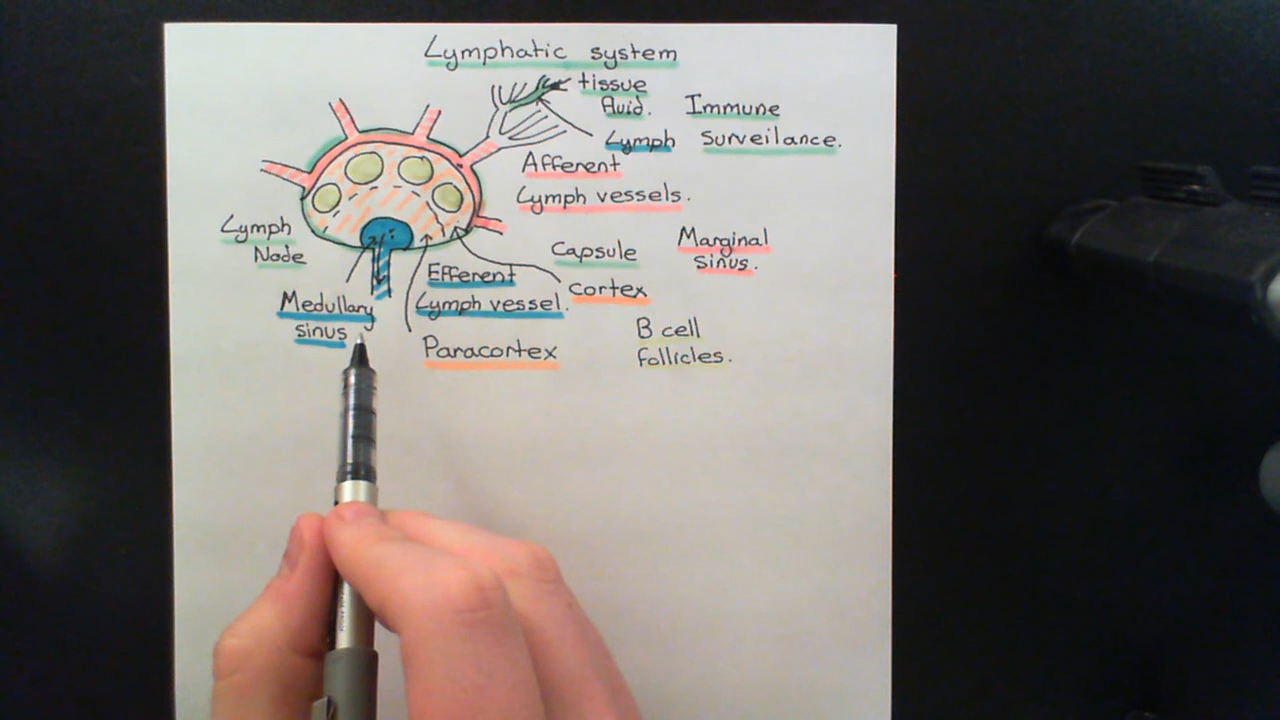 Lymphatic system
tissue
fluid.
Immune
Lymph
Surveilance.
Afferent
Lymph vessels.
Lymph
Node
Capsule
Marginal
sinus.
Efferent
Lymph vessel.
cortex
Medullary
sinus
Paracortex
B cell
follicles.